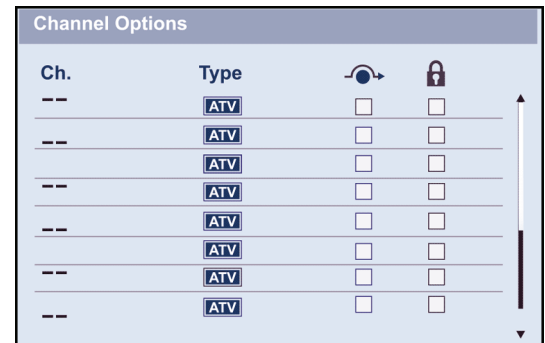 Channel Options
Ch. Type
-- ATV
-- ATV
ATV
-- ATV
-- ATV
ATV
-- ATV
-- ATV